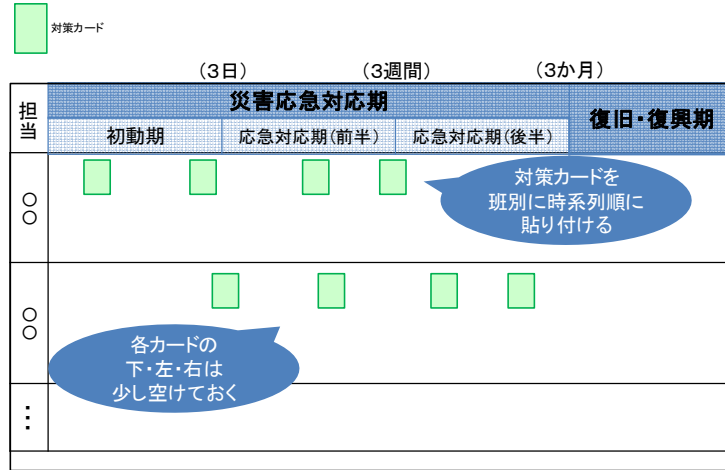 対策カード
（3日）
（3週間）
（3か月）
担当
災害応急対応期
復旧・復興期
初動期
応急対応期(前半)
応急対応期(後半)
○○
対策カードを
班別に時系列順に
貼り付ける
○○
各カードの
下・左・右は
少し空けておく
…